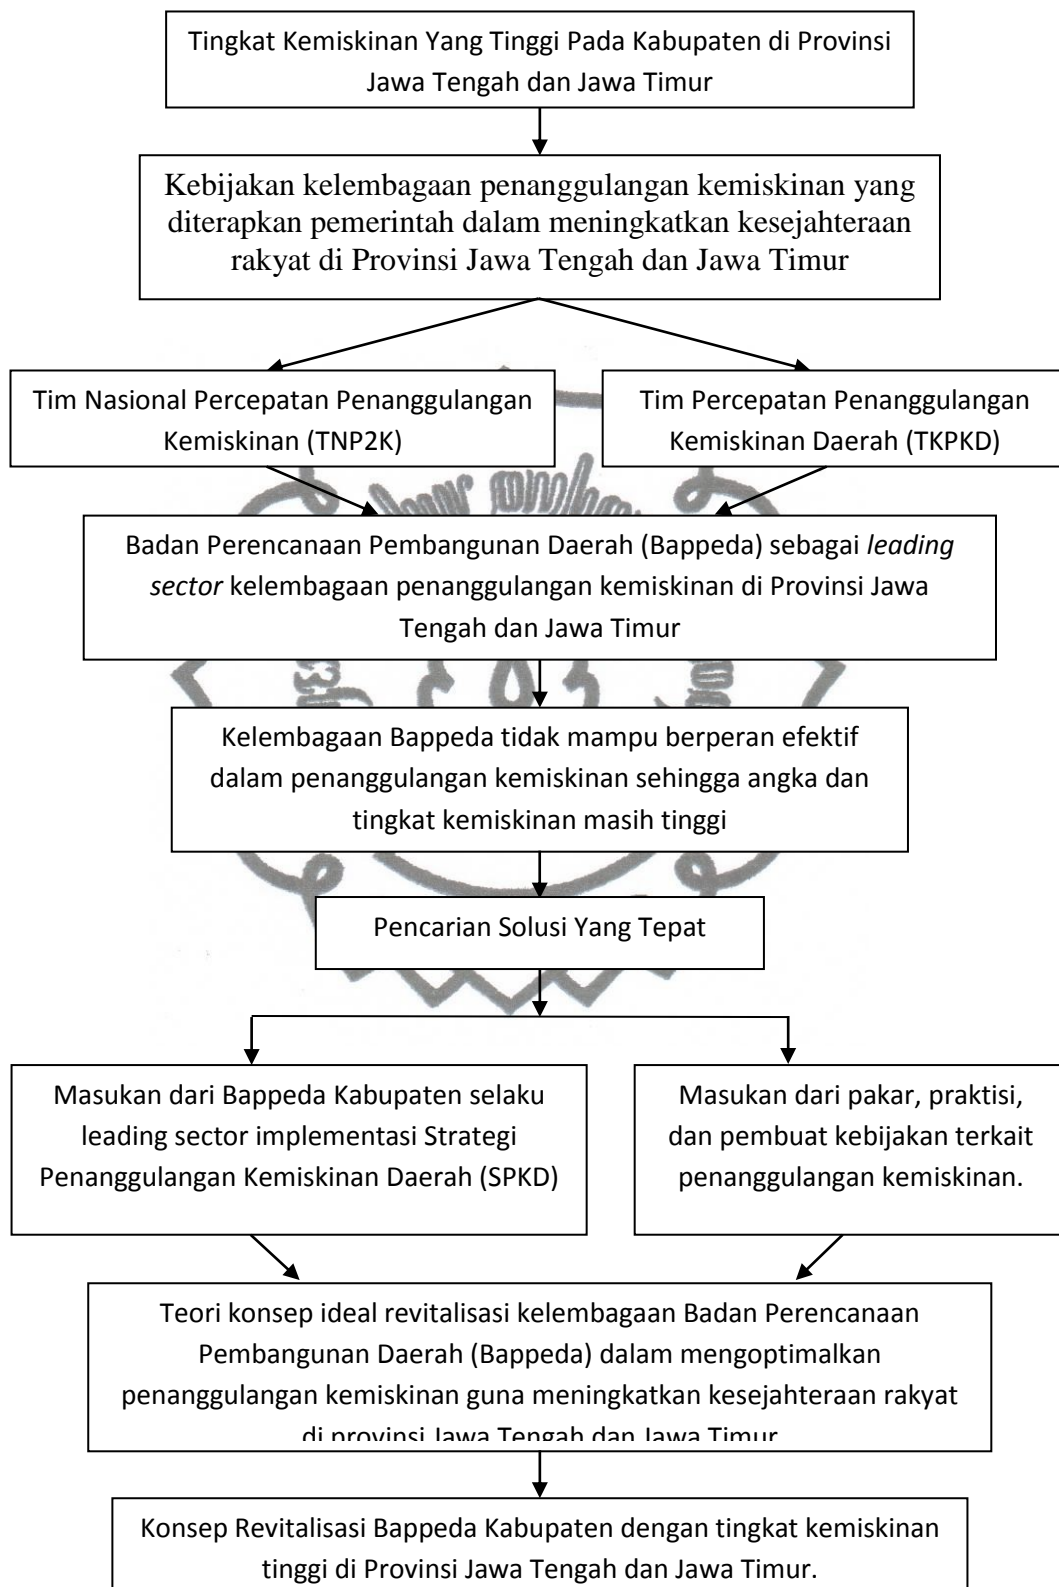 Tingkat Kemiskinan Yang Tinggi Pada Kabupaten di Provinsi
Jawa Tengah dan Jawa Timur
Kebijakan kelembagaan penanggulangan kemiskinan yang
diterapkan pemerintah dalam meningkatkan kesejahteraan
rakyat di Provinsi Jawa Tengah dan Jawa Timur
Tim Nasional Percepatan Penanggulangan
Kemiskinan (TNP2K)
Tim Percepatan Penanggulangan
Kemiskinan Daerah (TKPKD)
Badan Perencanaan Pembangunan Daerah (Bappeda) sebagai leading
sector kelembagaan penanggulangan kemiskinan di Provinsi Jawa
Tengah dan Jawa Timur
Kelembagaan Bappeda tidak mampu berperan efektif
dalam penanggulangan kemiskinan sehingga angka dan
tingkat kemiskinan masih tinggi
Pencarian Solusi Yang Tepat
Masukan dari Bappeda Kabupaten selaku
leading sector implementasi Strategi
Penanggulangan Kemiskinan Daerah (SPKD)
Masukan dari pakar, praktisi,
dan pembuat kebijakan terkait
penanggulangan kemiskinan.
Teori konsep ideal revitalisasi kelembagaan Badan Perencanaan
Pembangunan Daerah (Bappeda) dalam mengoptimalkan
penanggulangan kemiskinan guna meningkatkan kesejahteraan rakyat
di provinsi Jawa Tengah dan Jawa Timur
Konsep Revitalisasi Bappeda Kabupaten dengan tingkat kemiskinan
tinggi di Provinsi Jawa Tengah dan Jawa Timur.